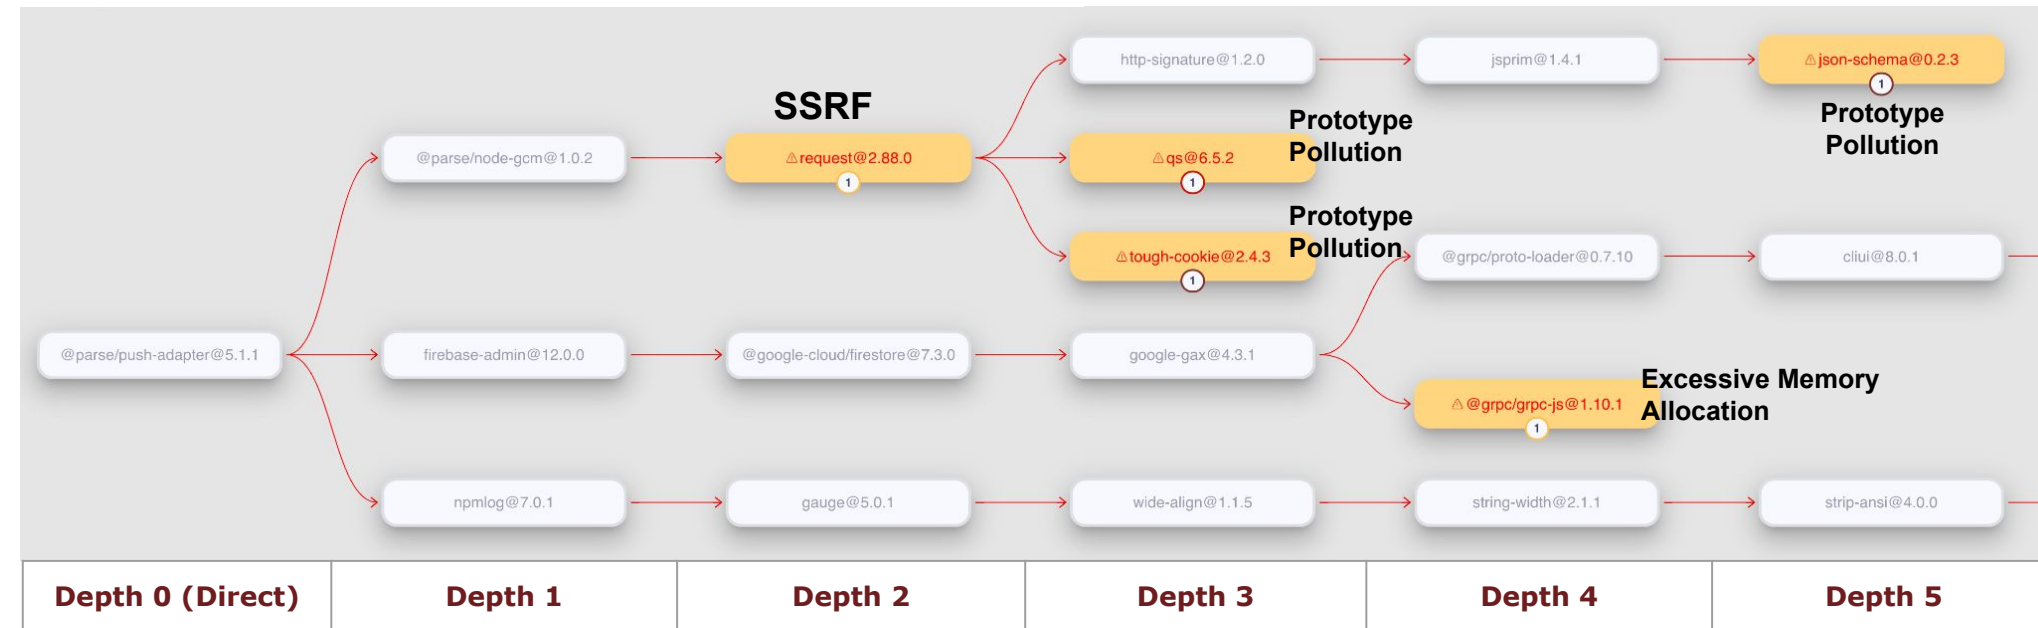 http-signature@1.2.0
jsprim@1.4.1
⚠json-schema@0.2.3
1
SSRF
Prototype
Pollution
Prototype
Pollution
@parse/node-gcm@1.0.2
⚠request@2.88.0
1
⚠qs@6.5.2
1
Prototype
Pollution
⚠tough-cookie@2.4.3
1
@grpc/proto-loader@0.7.10
cliui@8.0.1
@parse/push-adapter@5.1.1
firebase-admin@12.0.0
@google-cloud/firestore@7.3.0
google-gax@4.3.1
Excessive Memory
Allocation
⚠@grpc/grpc-js@1.10.1
1
npmlog@7.0.1
gauge@5.0.1
wide-align@1.1.5
string-width@2.1.1
strip-ansi@4.0.0
Depth 0 (Direct)
Depth 1
Depth 2
Depth 3
Depth 4
Depth 5